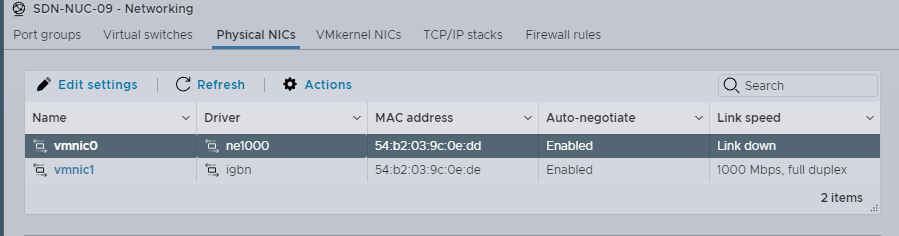 SDN-NUC-09 - Networking
Port groups Virtual switches Physical NICs VMkernel NICs TCP/IP stacks Firewall rules
Edit settings Refresh Actions Search
Name Driver MAC address Auto-negotiate Link speed
vmnic0 ne1000 54:b2:03:9c:0e:dd Enabled Link down
vmnic1 igbn 54:b2:03:9c:0e:de Enabled 1000 Mbps, full duplex
2 items